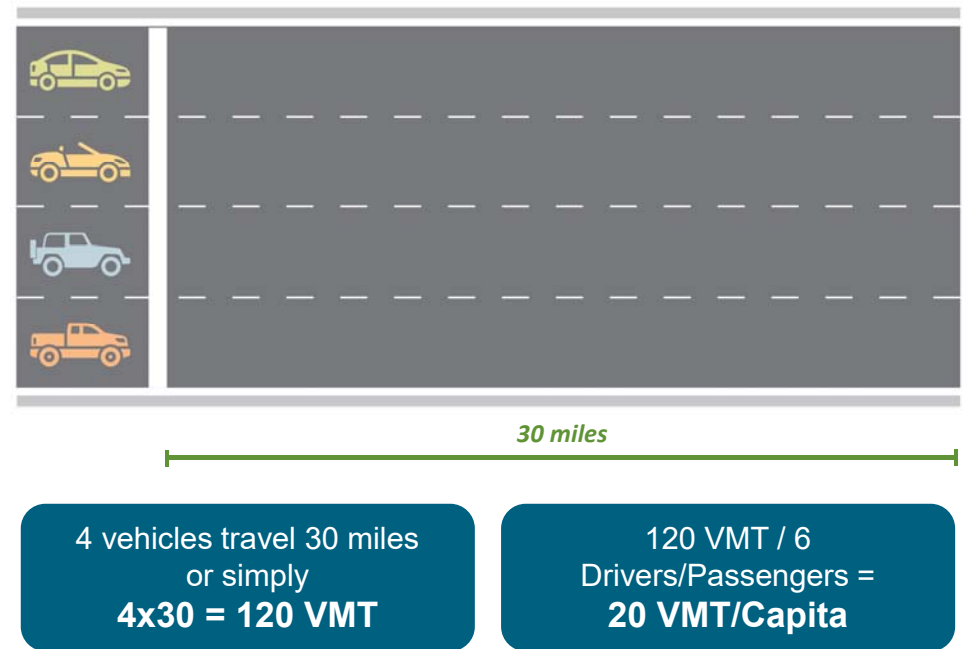 30 miles
4 vehicles travel 30 miles
or simply
4x30 = 120 VMT
120 VMT / 6
Drivers/Passengers =
20 VMT/Capita